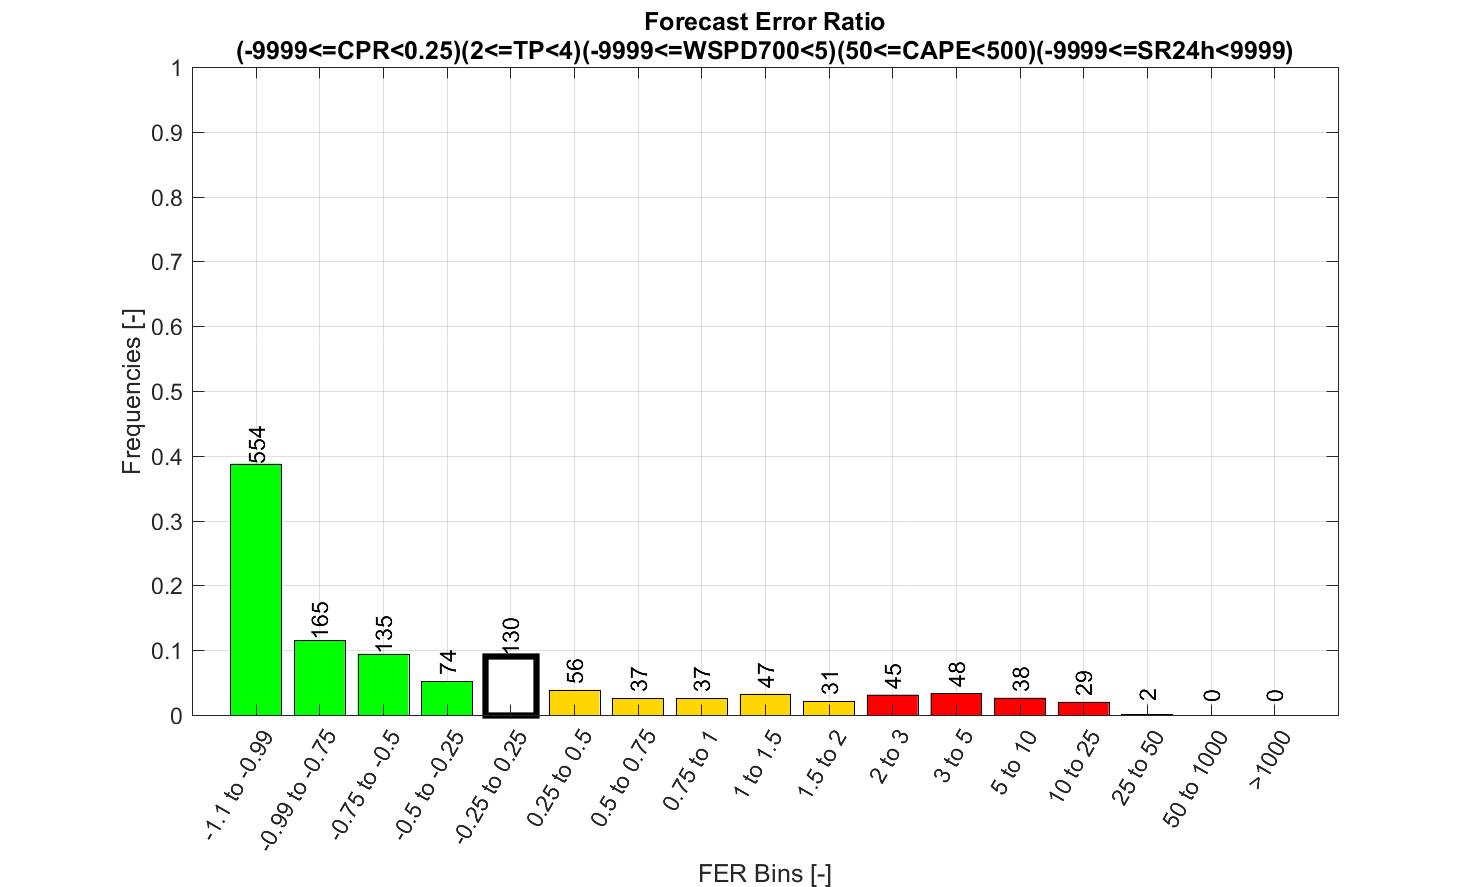 Forecast Error Ratio
(-9999<=CPR<0.25)(2<=TP<4)(-9999<=WSPD700<5)(50<=CAPE<500)(-9999<=SR24h<9999)
1
0.9
0.8
0.7
0.6
0.5
0.4
0.3
0.2
0.1
0
Frequencies [-]
554
165
135
74
130
56
37
37
47
31
45
48
38
29
2
0
0
-1.1 to -0.99
-0.99 to -0.75
-0.75 to -0.5
-0.5 to -0.25
-0.25 to 0.25
0.25 to 0.5
0.5 to 0.75
0.75 to 1
1 to 1.5
1.5 to 2
2 to 3
3 to 5
5 to 10
10 to 25
25 to 50
50 to 1000
>1000
FER Bins [-]